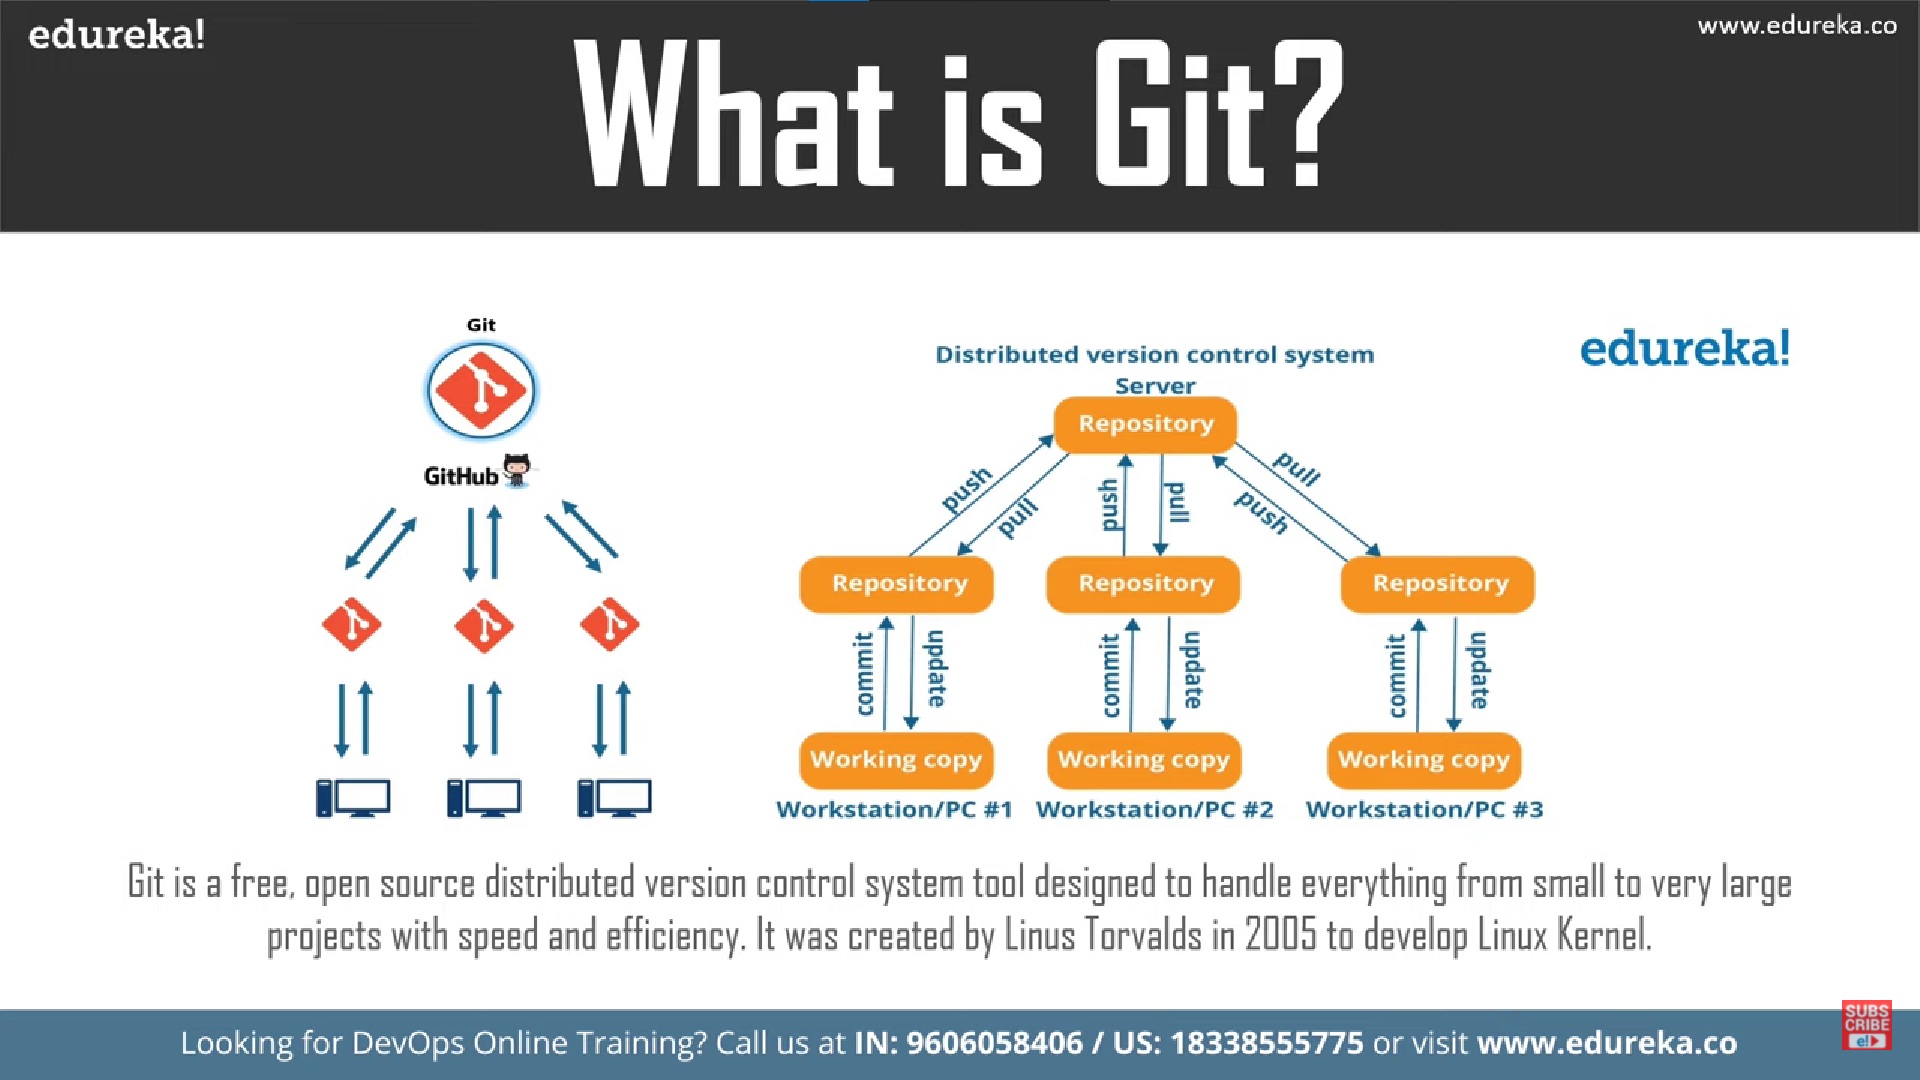 edureka!
www.edureka.co
What is Git?
Git
GitHub
Distributed version control system
Server
edureka!
Repository
push
pull
push
pull
push
pull
Repository
Repository
Repository
commit
update
commit
update
commit
update
Working copy
Working copy
Working copy
Workstation/PC #1
Workstation/PC #2
Workstation/PC #3
Git is a free, open source distributed version control system tool designed to handle everything from small to very large
projects with speed and efficiency. It was created by Linus Torvalds in 2005 to develop Linux Kernel.
Looking for DevOps Online Training? Call us at IN: 9606058406 / US: 18338555775 or visit www.edureka.co
SUBS
CRIBE
e!